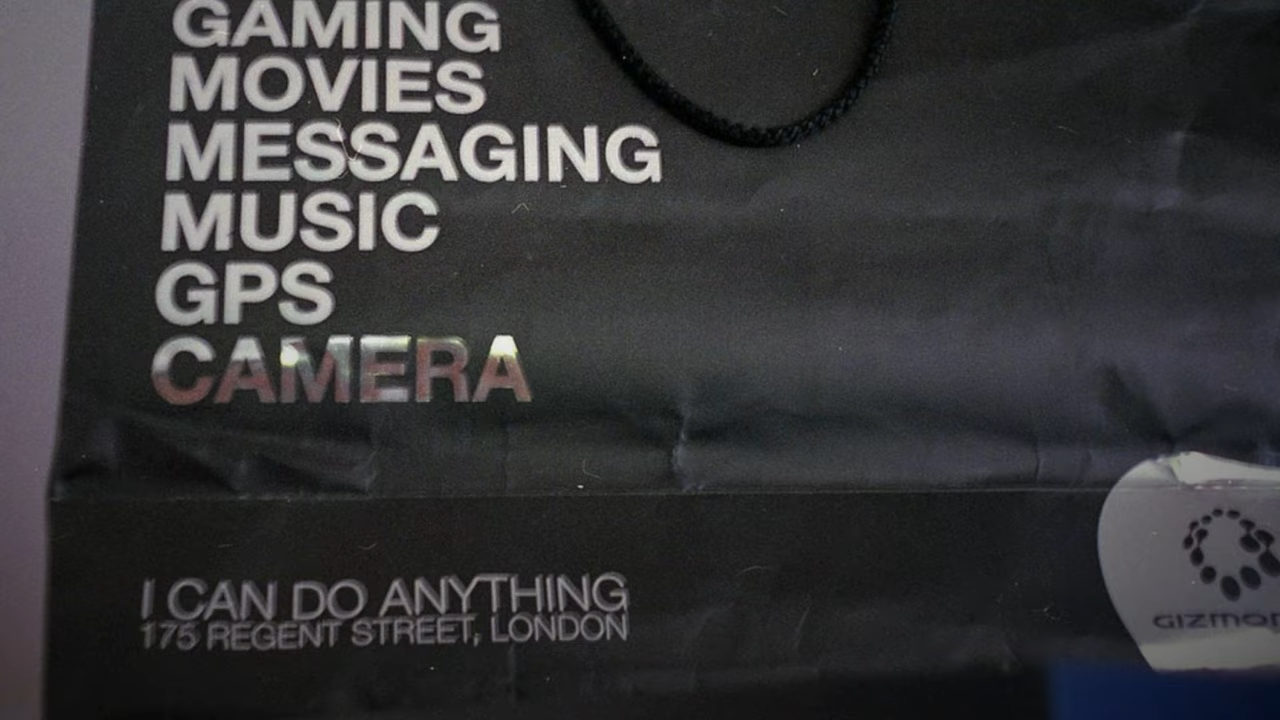 GAMING
MOVIES
MESSAGING
MUSIC
GPS
CAMERA
I CAN DO ANYTHING
175 REGENT STREET, LONDON